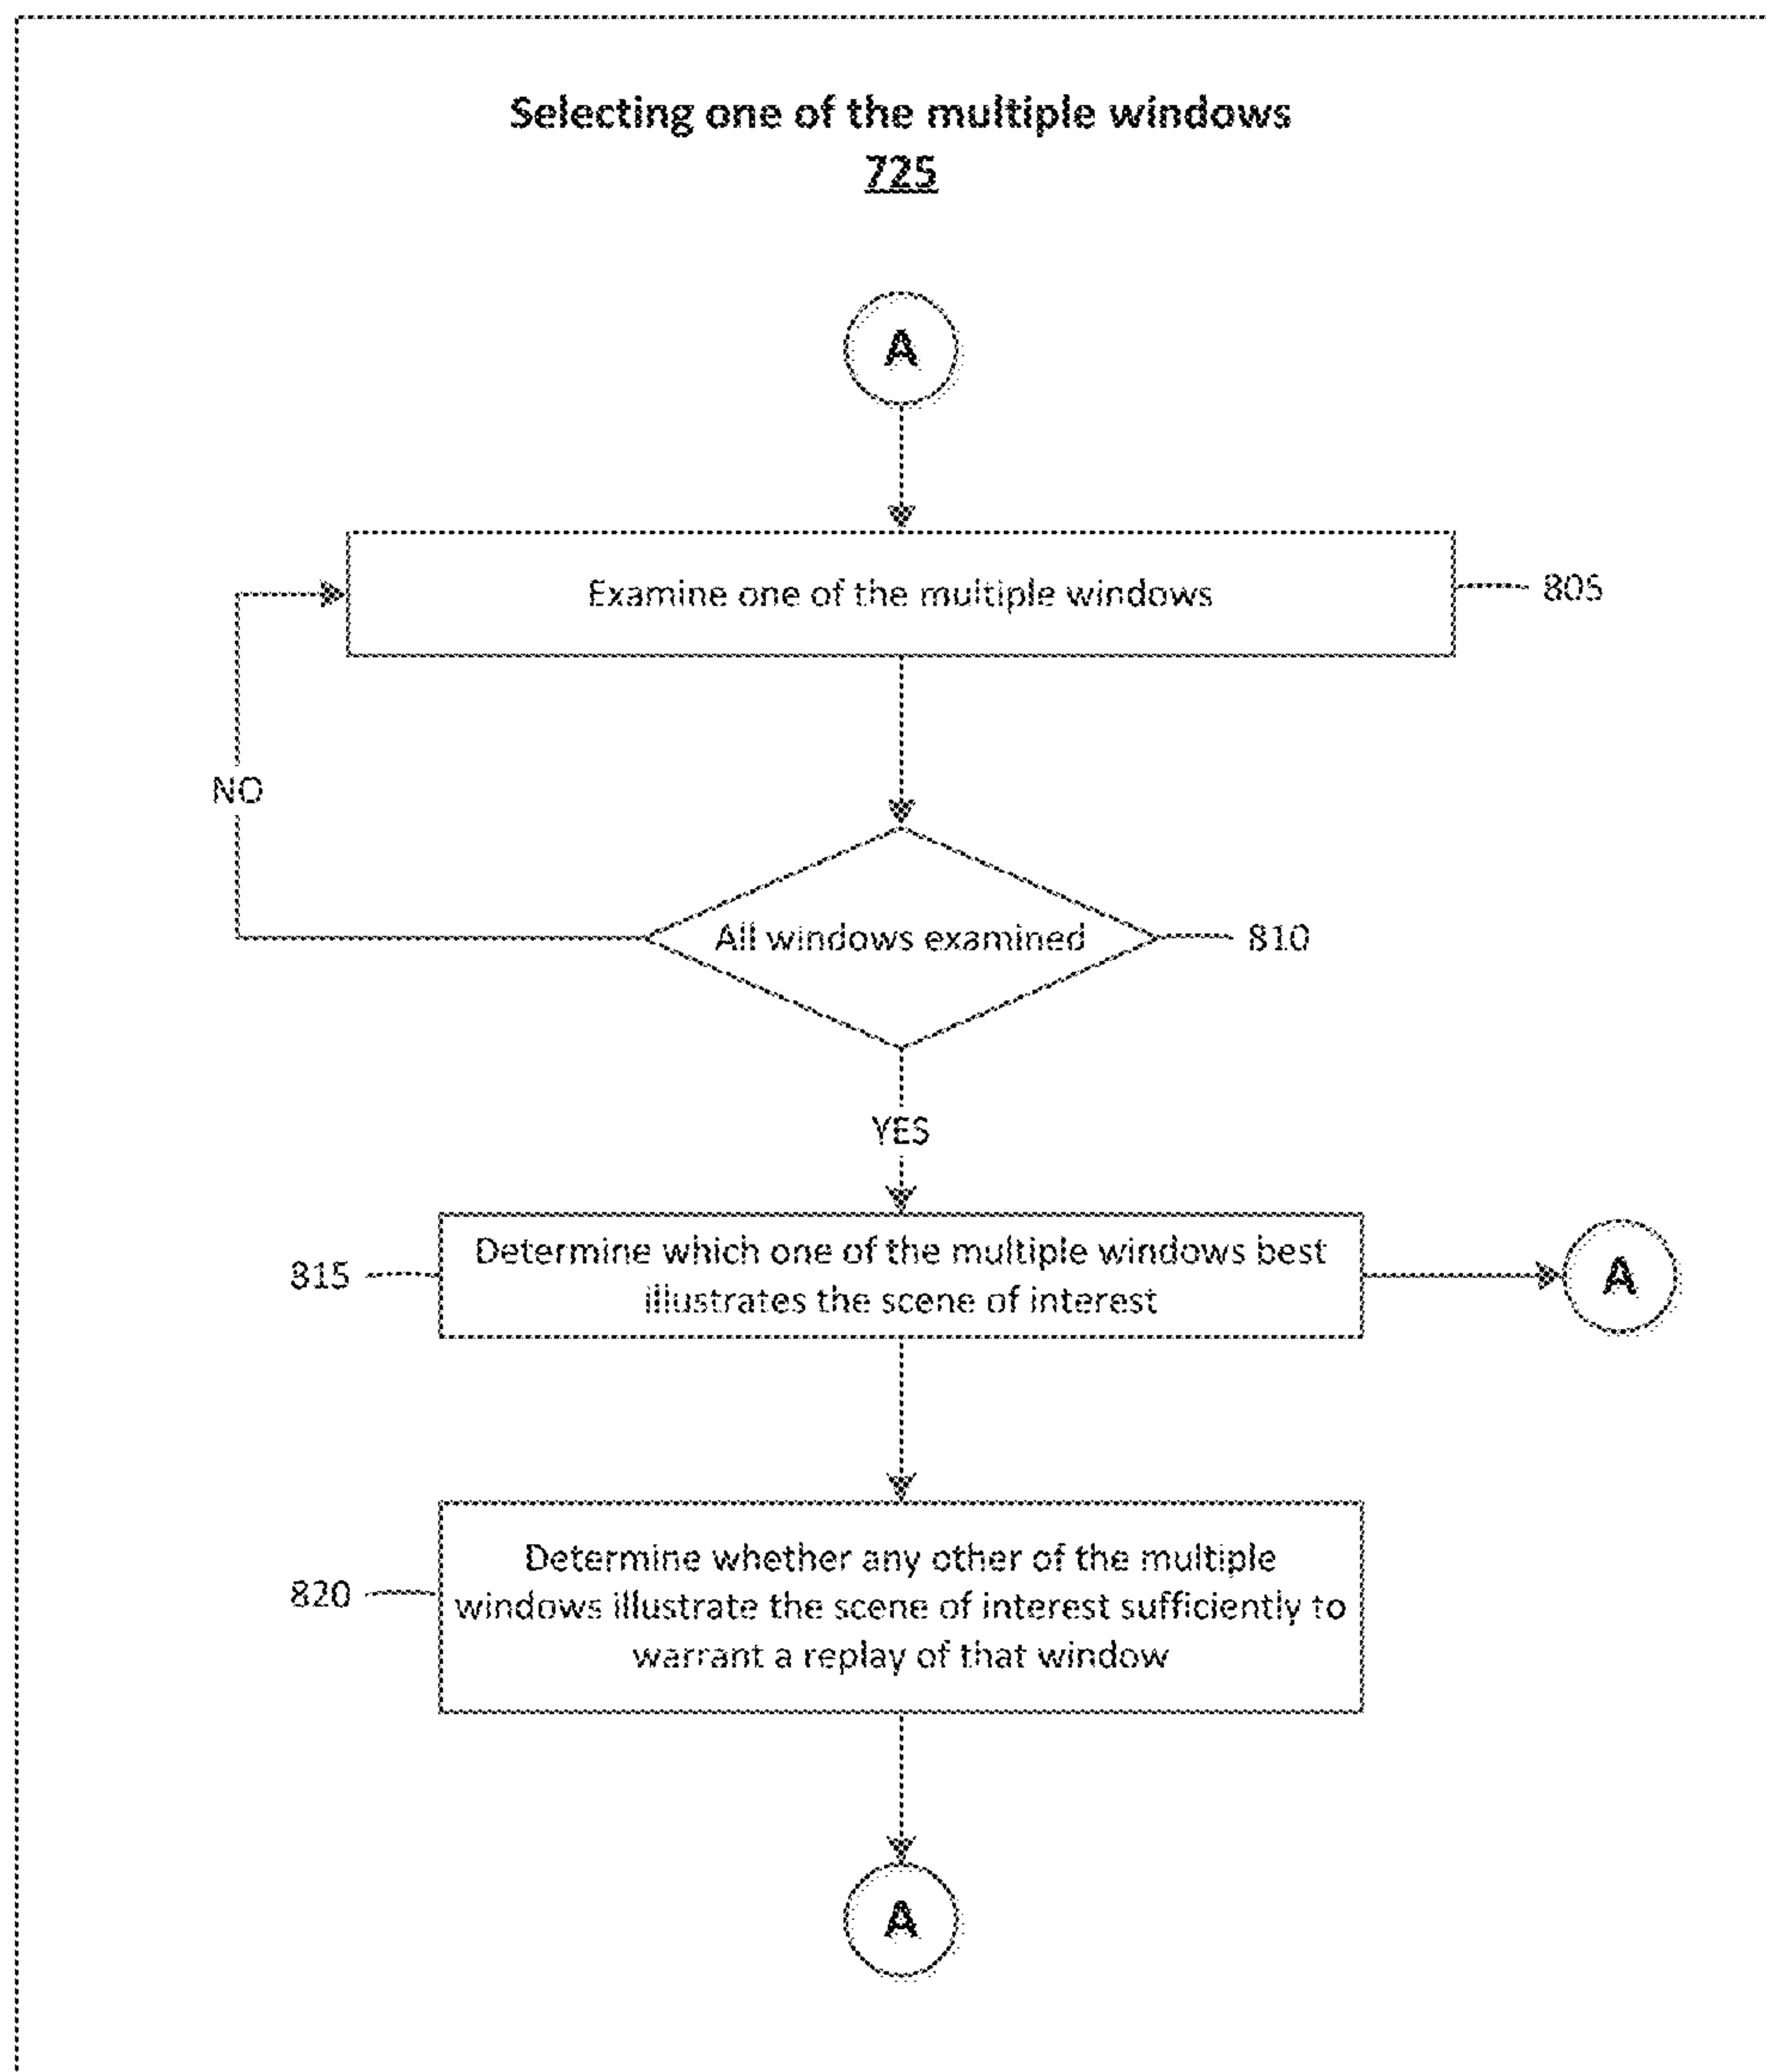 Selecting one of the multiple windows
725
A
Examine one of the multiple windows
805
NO
All windows examined
810
YES
815
Determine which one of the multiple windows best
illustrates the scene of interest
A
820
Determine whether any other of the multiple
windows illustrate the scene of interest sufficiently to
warrant a replay of that window
A